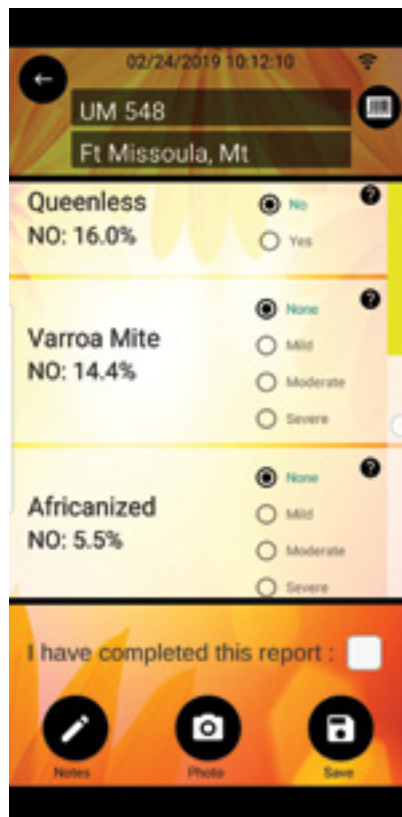 02/24/2019 10:12:10
UM 548
Ft Missoula, Mt
Queenless
NO: 16.0%
No
Yes
Varroa Mite
NO: 14.4%
None
Mild
Moderate
Severe
Africanized
NO: 5.5%
None
Mild
Moderate
Severe
I have completed this report :
Notes
Photo
Save